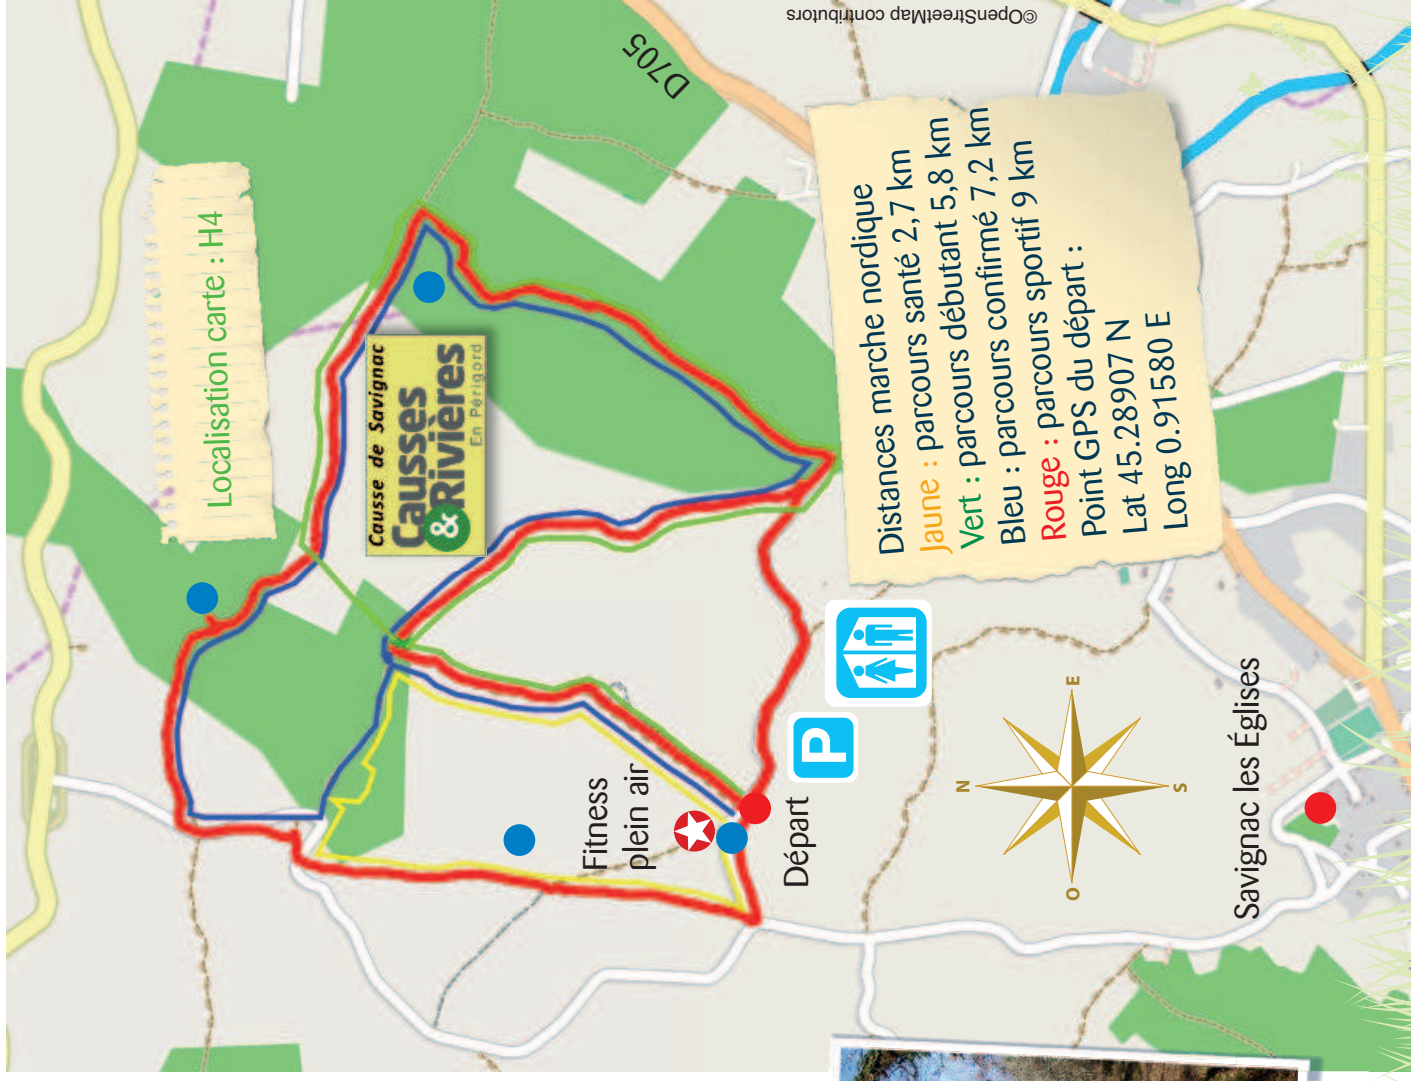 ©OpenStreetMap contributors
D705
Localisation carte : H4
Causse de Savignac
Causses
&Rivières
En Périgord
Distances marche nordique
Jaune : parcours santé 2,7 km
Vert : parcours débutant 5,8 km
Bleu : parcours confirmé 7,2 km
Rouge : parcours sportif 9 km
Point GPS du départ :
Lat 45.28907 N
Long 0.91580 E
Fitness
plein air
Départ
P
N
O
E
S
Savignac les Églises